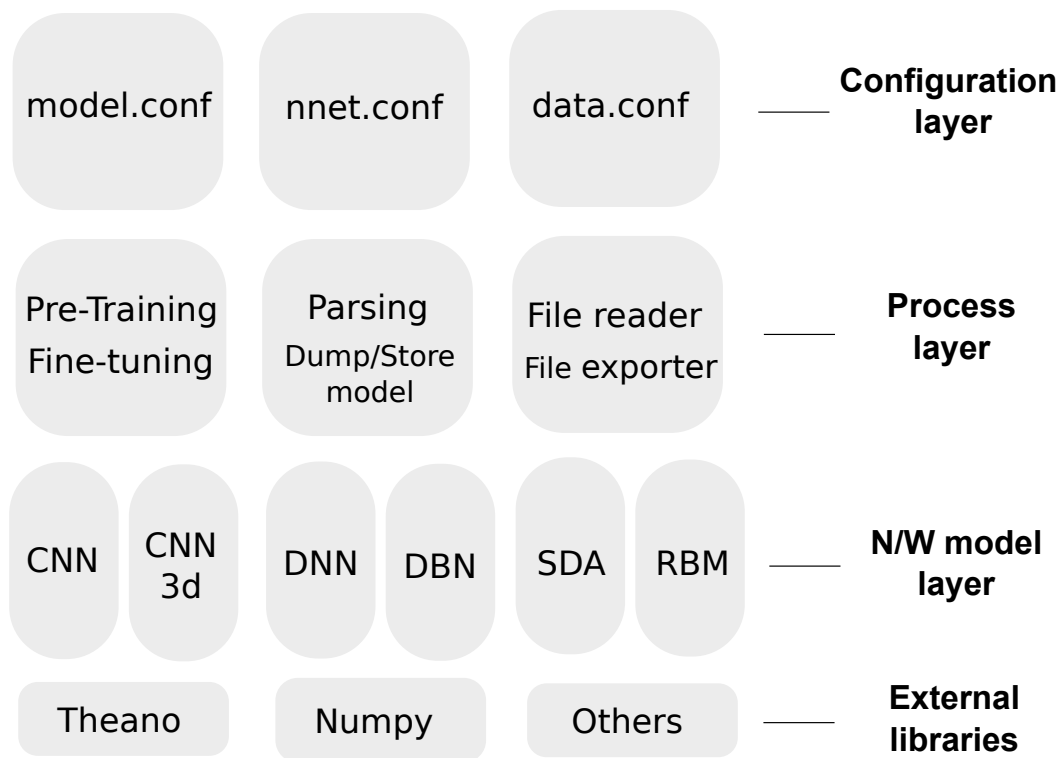 model.conf
nnet.conf
data.conf
Configuration
layer
Pre-Training
Fine-tuning
Parsing
Dump/Store
model
File reader
File exporter
Process
layer
CNN
CNN
3d
DNN
DBN
SDA
RBM
N/W model
layer
Theano
Numpy
Others
External
libraries